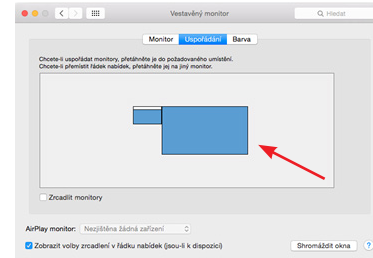 Vestavěný monitor
Hledat
Monitor Uspořádání Barva
Chcete-li uspořádat monitory, přetáhněte je do požadovaného umístění.
Chcete-li přemístit řádek nabídek, přetáhněte jej na jiný monitor.
Zrcadlit monitory
AirPlay monitor: Nezjištěna žádná zařízení
Zobrazit volby zrcadlení v řádku nabídek (jsou-li k dispozici) Shromáždit okna ?